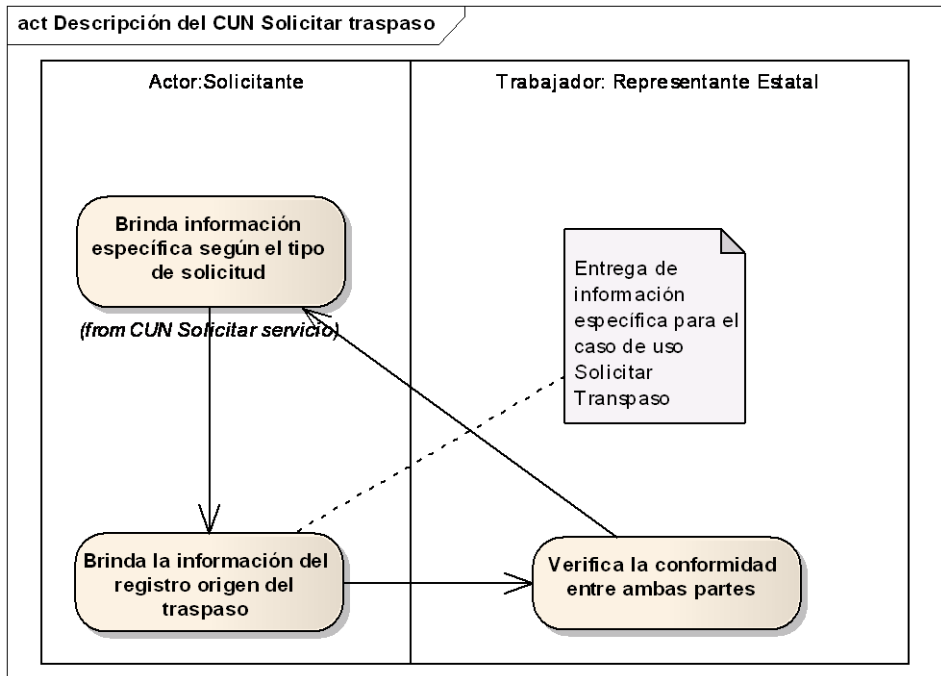 act Descripción del CUN Solicitar traspaso
Actor:Solicitante
Trabajador: Representante Estatal
Brinda información
específica según el tipo
de solicitud
(from CUN Solicitar servicio)
Entrega de
información
específica para el
caso de uso
Solicitar
Transpaso
Brinda la información del
registro origen del
traspaso
Verifica la conformidad
entre ambas partes